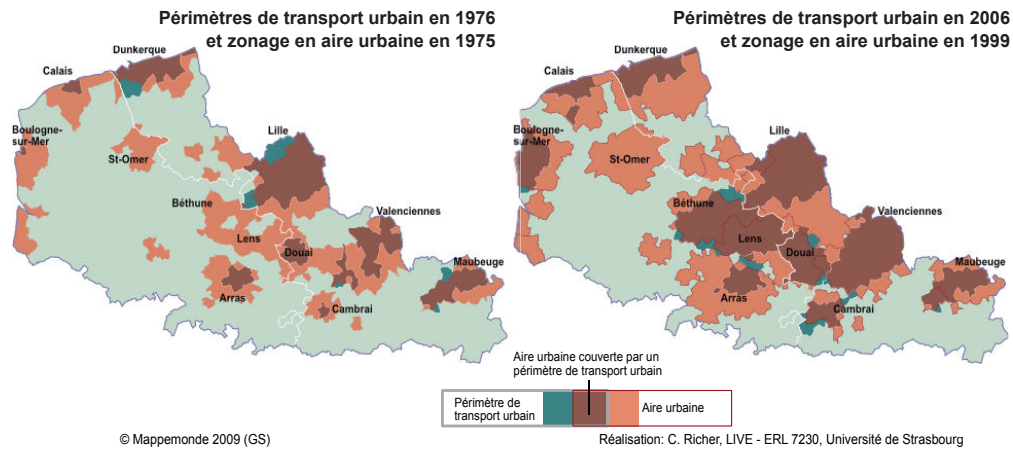 Périmètres de transport urbain en 1976
et zonage en aire urbaine en 1975
Dunkerque
Calais
Boulogne-
sur-Mer
St-Omer
Lille
Béthune
Valenciennes
Lens
Douai
Maubeuge
Arras
Cambrai
Périmètres de transport urbain en 2006
et zonage en aire urbaine en 1999
Dunkerque
Calais
Boulogne-
sur-Mer
St-Omer
Lille
Béthune
Valenciennes
Lens
Douai
Maubeuge
Arras
Cambrai
Aire urbaine couverte par un
périmètre de transport urbain
Périmètre de
transport urbain
Aire urbaine
© Mappemonde 2009 (GS)
Réalisation: C. Richer, LIVE - ERL 7230, Université de Strasbourg